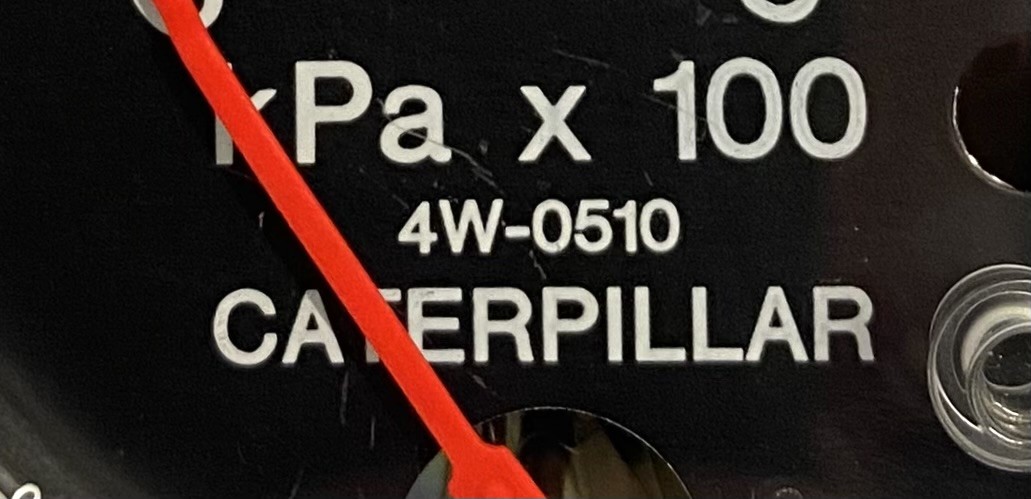 kPa x 100
4W-0510
CATERPILLAR